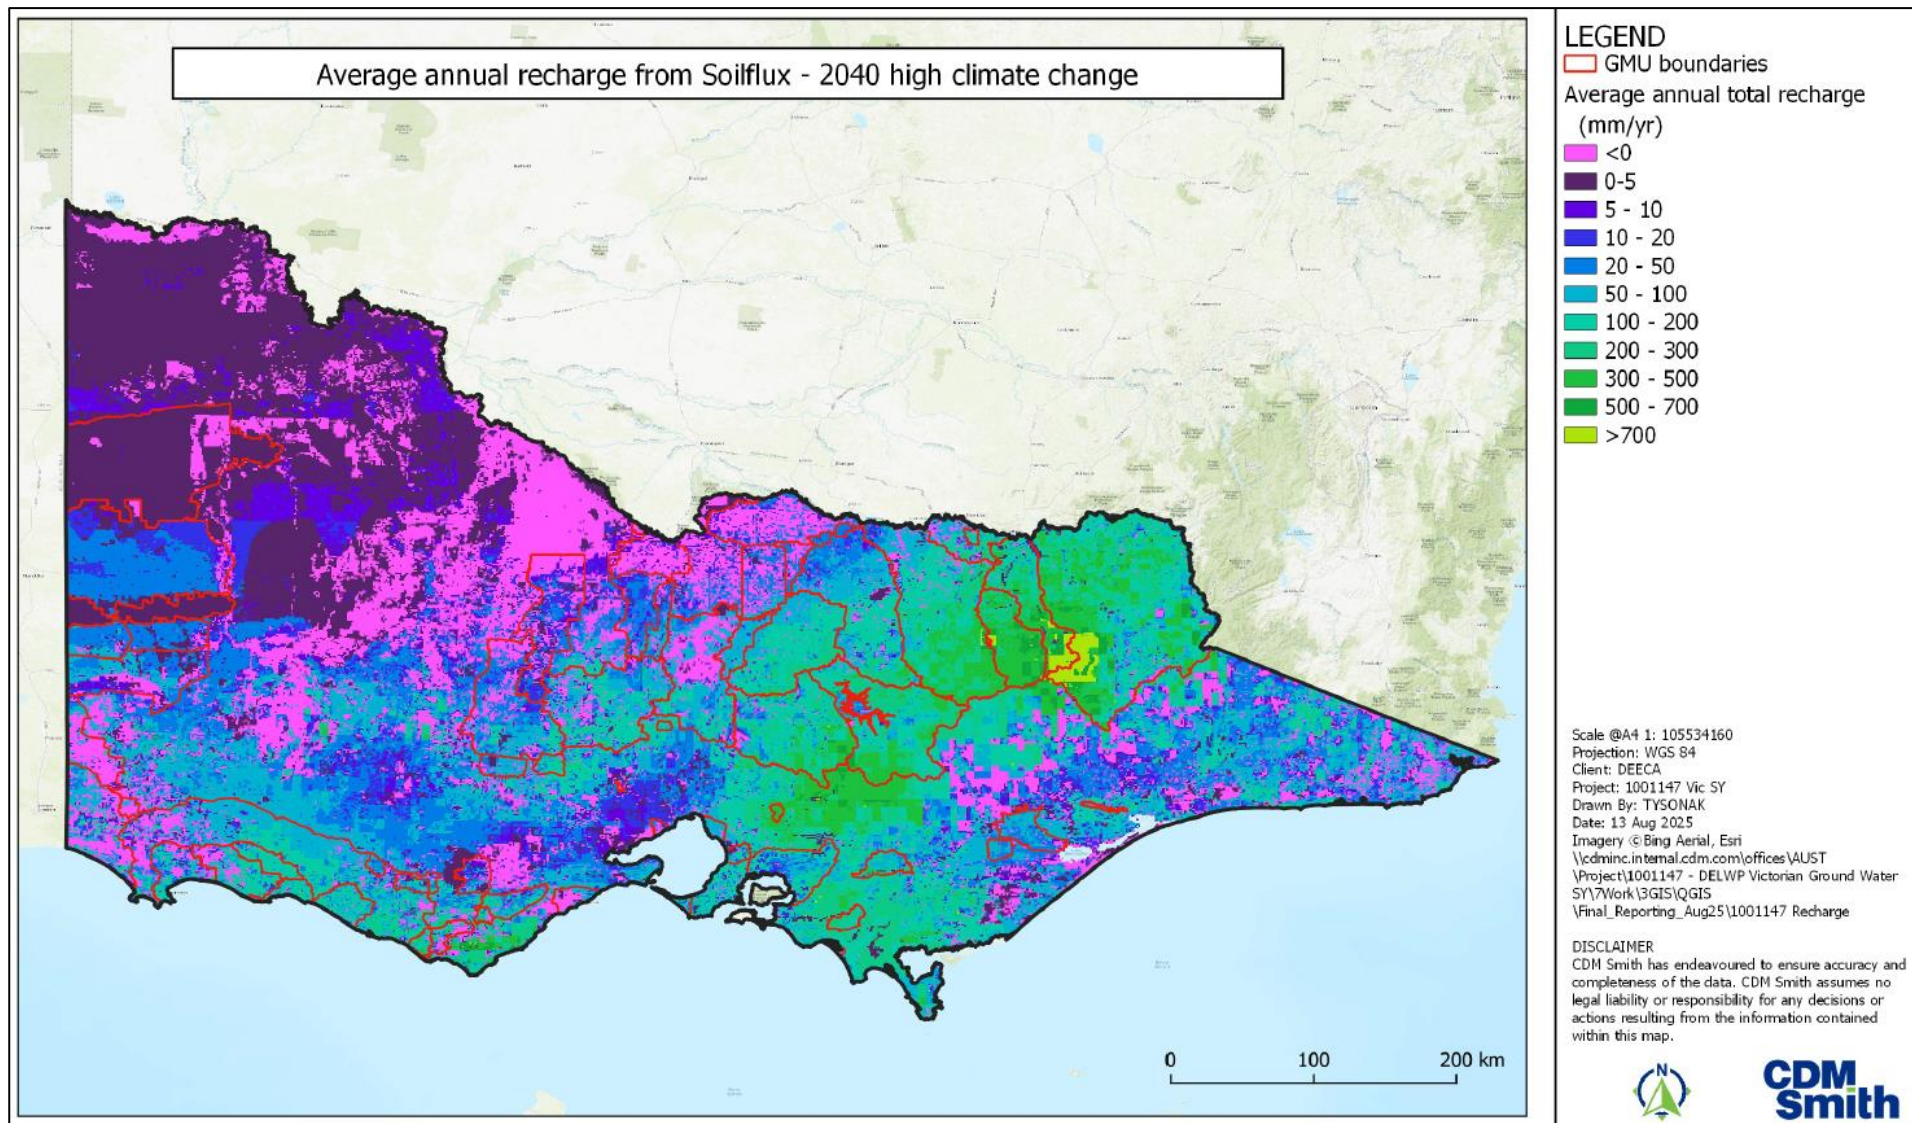 Average annual recharge from Soilflux - 2040 high climate change
LEGEND
GMU boundaries
Average annual total recharge
(mm/yr)
<0
0-5
5 - 10
10 - 20
20 - 50
50 - 100
100 - 200
200 - 300
300 - 500
500 - 700
>700
Scale @A4 1: 105534160
Projection: WGS 84
Client: DEECA
Project: 1001147 Vic SY
Drawn By: TYSONAK
Date: 13 Aug 2025
Imagery ©Bing Aerial, Esri
\\cdminc.internal.cdm.com\offices\AUST
\Project\1001147 - DELWP Victorian Ground Water
SY\7Work\3GIS\QGIS
\Final_Reporting_Aug25\1001147 Recharge
DISCLAIMER
CDM Smith has endeavoured to ensure accuracy and
completeness of the data. CDM Smith assumes no
legal liability or responsibility for any decisions or
actions resulting from the information contained
within this map.
0 100 200 km
N
CDM
Smith